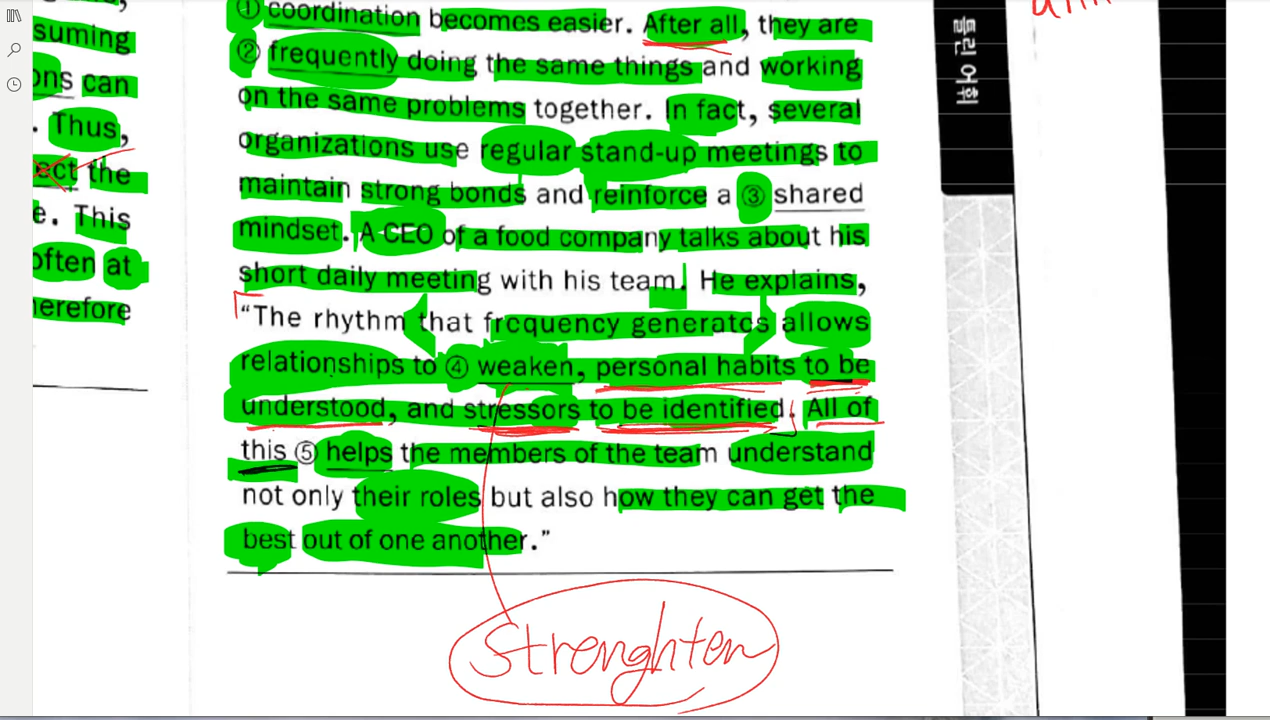 suming
ons can
. Thus,
the
e. This
often at
herefore
① coordination becomes easier. After all, they are
② frequently doing the same things and working
on the same problems together. In fact, several
organizations use regular stand-up meetings to
maintain strong bonds and reinforce a ③ shared
mindset. A CEO of a food company talks about his
short daily meeting with his team. He explains,
“The rhythm that frequency generates allows
relationships to ④ weaken, personal habits to be
understood, and stressors to be identified. All of
this ⑤ helps the members of the team understand
not only their roles but also how they can get the
best out of one another.”
Strenghten
틀린 어휘